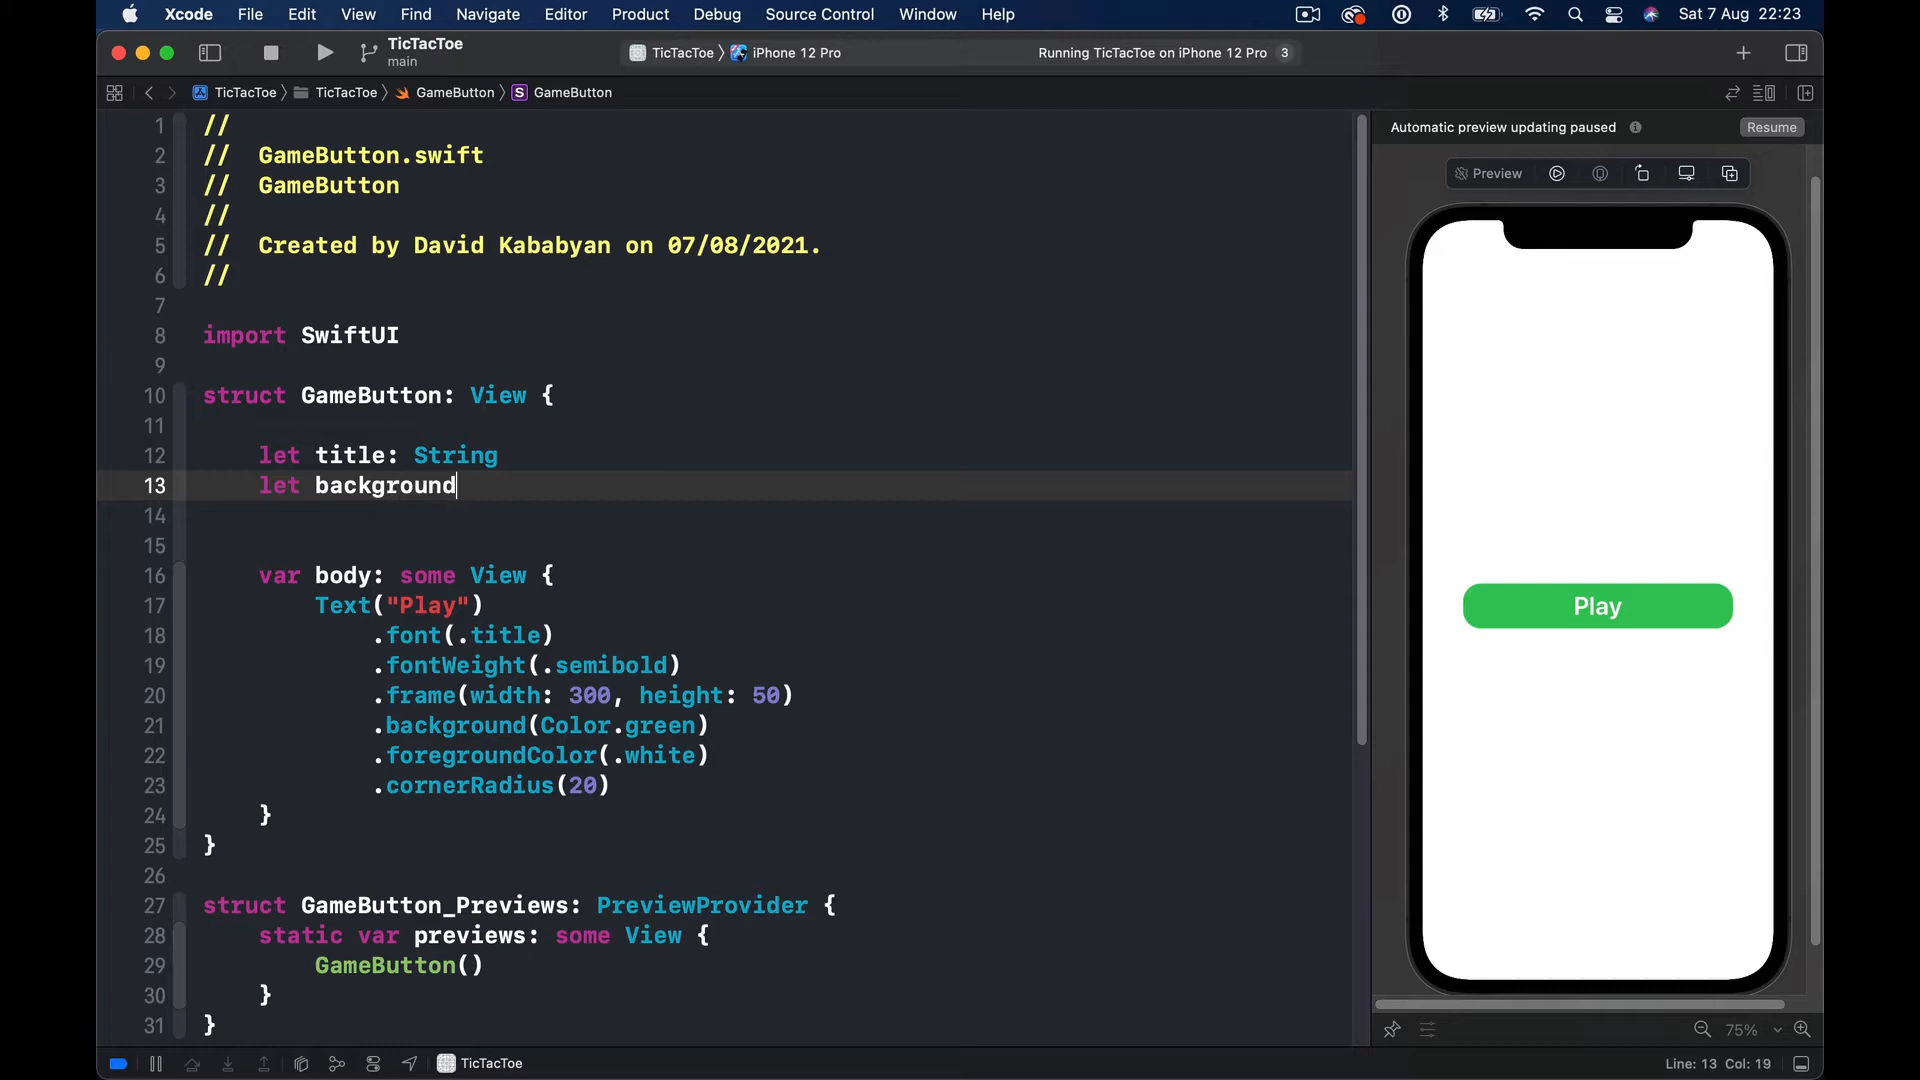 Xcode File Edit View Find Navigate Editor Product Debug Source Control Window Help Sat 7 Aug 22:23
TicTacToe
main
TicTacToe 〉 iPhone 12 Pro
Running TicTacToe on iPhone 12 Pro 3
TicTacToe 〉 TicTacToe 〉 GameButton 〉 S GameButton
1 //
2 //  GameButton.swift
3 //  GameButton
4 //
5 //  Created by David Kababyan on 07/08/2021.
6 //
7
8 import SwiftUI
9
10 struct GameButton: View {
11
12     let title: String
13     let background
14
15
16     var body: some View {
17         Text("Play")
18             .font(.title)
19             .fontWeight(.semibold)
20             .frame(width: 300, height: 50)
21             .background(Color.green)
22             .foregroundColor(.white)
23             .cornerRadius(20)
24     }
25 }
26
27 struct GameButton_Previews: PreviewProvider {
28     static var previews: some View {
29         GameButton()
30     }
31 }
Automatic preview updating paused
Resume
Preview
Play
75%
TicTacToe
Line: 13 Col: 19